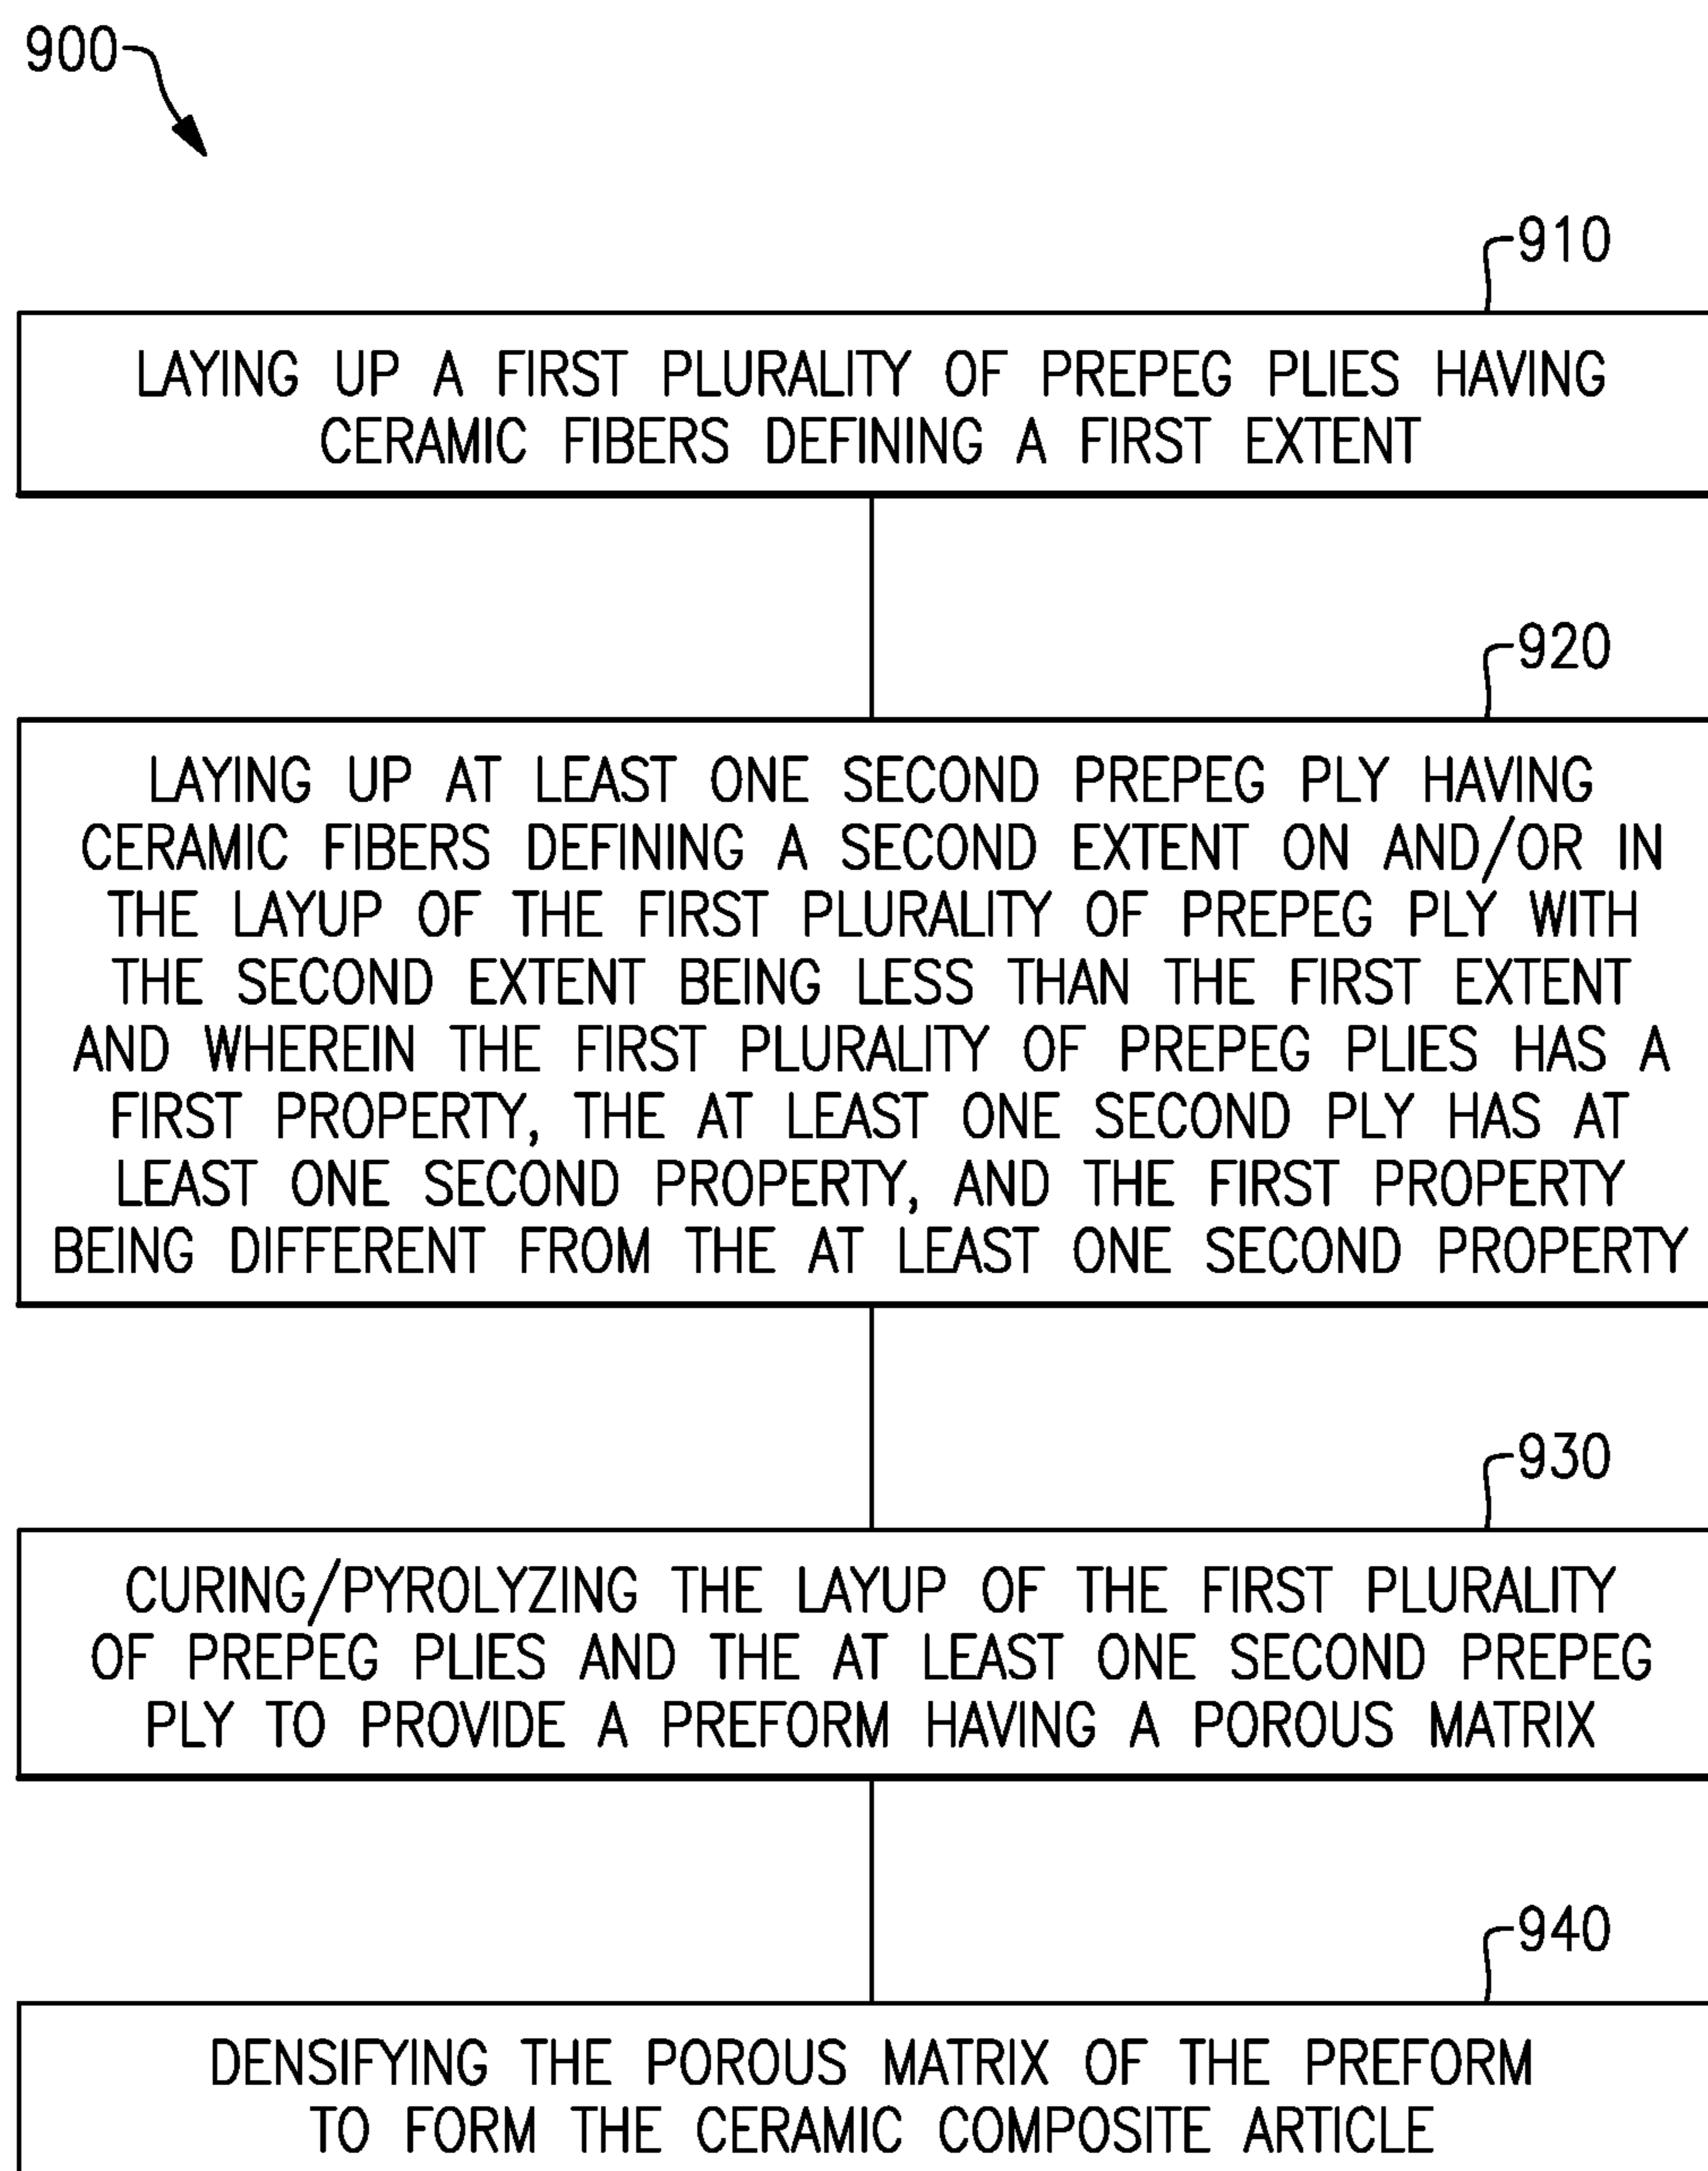 900
910
LAYING UP A FIRST PLURALITY OF PREPEG PLIES HAVING
CERAMIC FIBERS DEFINING A FIRST EXTENT
920
LAYING UP AT LEAST ONE SECOND PREPEG PLY HAVING
CERAMIC FIBERS DEFINING A SECOND EXTENT ON AND/OR IN
THE LAYUP OF THE FIRST PLURALITY OF PREPEG PLY WITH
THE SECOND EXTENT BEING LESS THAN THE FIRST EXTENT
AND WHEREIN THE FIRST PLURALITY OF PREPEG PLIES HAS A
FIRST PROPERTY, THE AT LEAST ONE SECOND PLY HAS AT
LEAST ONE SECOND PROPERTY, AND THE FIRST PROPERTY
BEING DIFFERENT FROM THE AT LEAST ONE SECOND PROPERTY
930
CURING/PYROLYZING THE LAYUP OF THE FIRST PLURALITY
OF PREPEG PLIES AND THE AT LEAST ONE SECOND PREPEG
PLY TO PROVIDE A PREFORM HAVING A POROUS MATRIX
940
DENSIFYING THE POROUS MATRIX OF THE PREFORM
TO FORM THE CERAMIC COMPOSITE ARTICLE